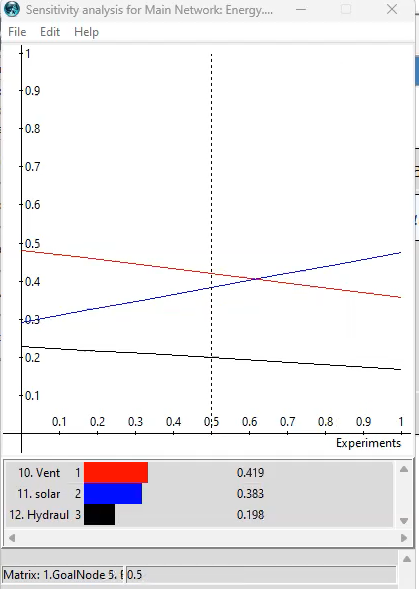 Sensitivity analysis for Main Network: Energy....
File Edit Help
1
0.9
0.8
0.7
0.6
0.5
0.4
0.3
0.2
0.1
0.1 0.2 0.3 0.4 0.5 0.6 0.7 0.8 0.9 1
Experiments
10. Vent 1 0.419
11. solar 2 0.383
12. Hydraul 3 0.198
Matrix: 1.GoalNode 5. 0.5